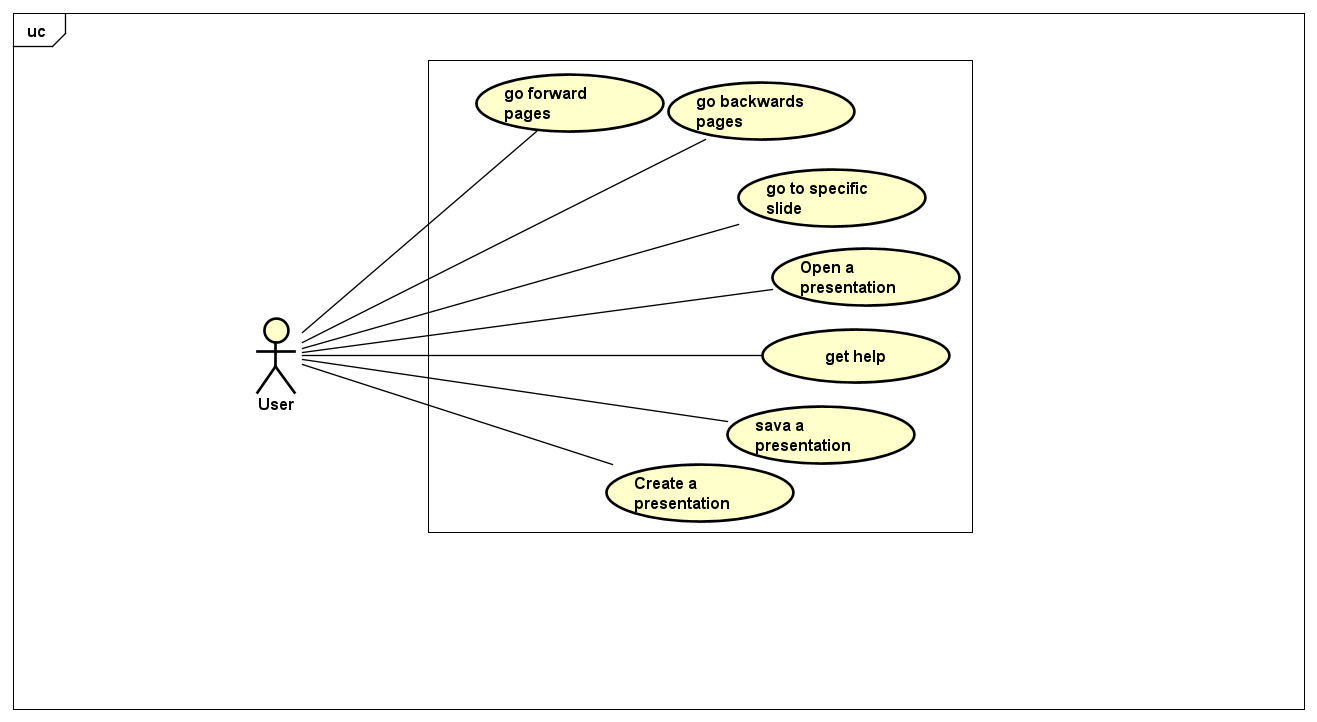 uc
go forward
pages
go backwards
pages
go to specific
slide
Open a
presentation
get help
User
sava a
presentation
Create a
presentation